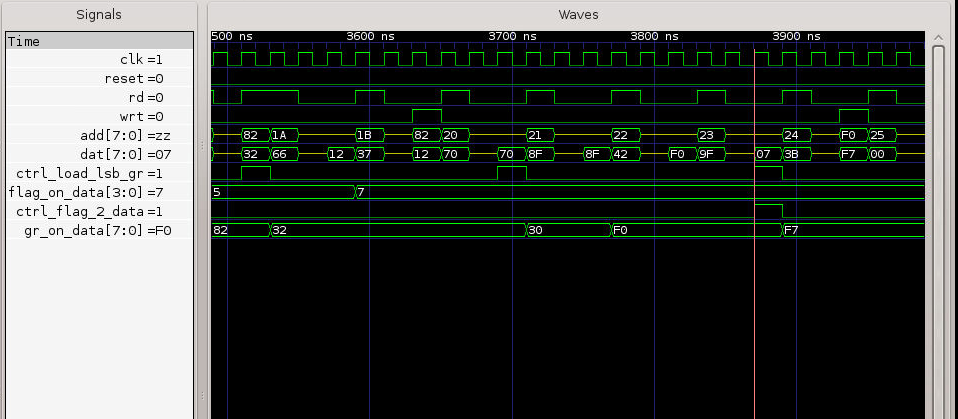 Signals Waves
Time 500 ns 3600 ns 3700 ns 3800 ns 3900 ns
clk=1
reset=0
rd=0
wrt=0
add[7:0]=zz 82 1A 1B 82 20 21 22 23 24 F0 25
dat[7:0]=07 32 66 12 37 12 70 70 8F 8F 42 F0 9F 07 3B F7 00
ctrl_load_lsb_gr=1
flag_on_data[3:0]=7 5 7
ctrl_flag_2_data=1
gr_on_data[7:0]=F0 82 32 30 F0 F7